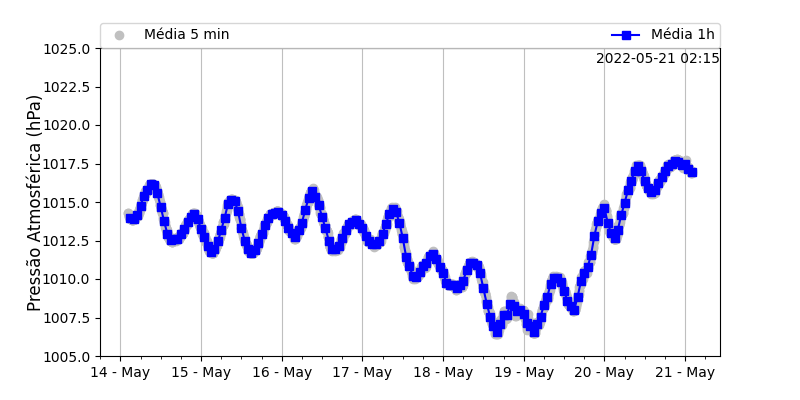 Média 5 min
Média 1h
2022-05-21 02:15
Pressão Atmosférica (hPa)
1025.0
1022.5
1020.0
1017.5
1015.0
1012.5
1010.0
1007.5
1005.0
14 - May
15 - May
16 - May
17 - May
18 - May
19 - May
20 - May
21 - May